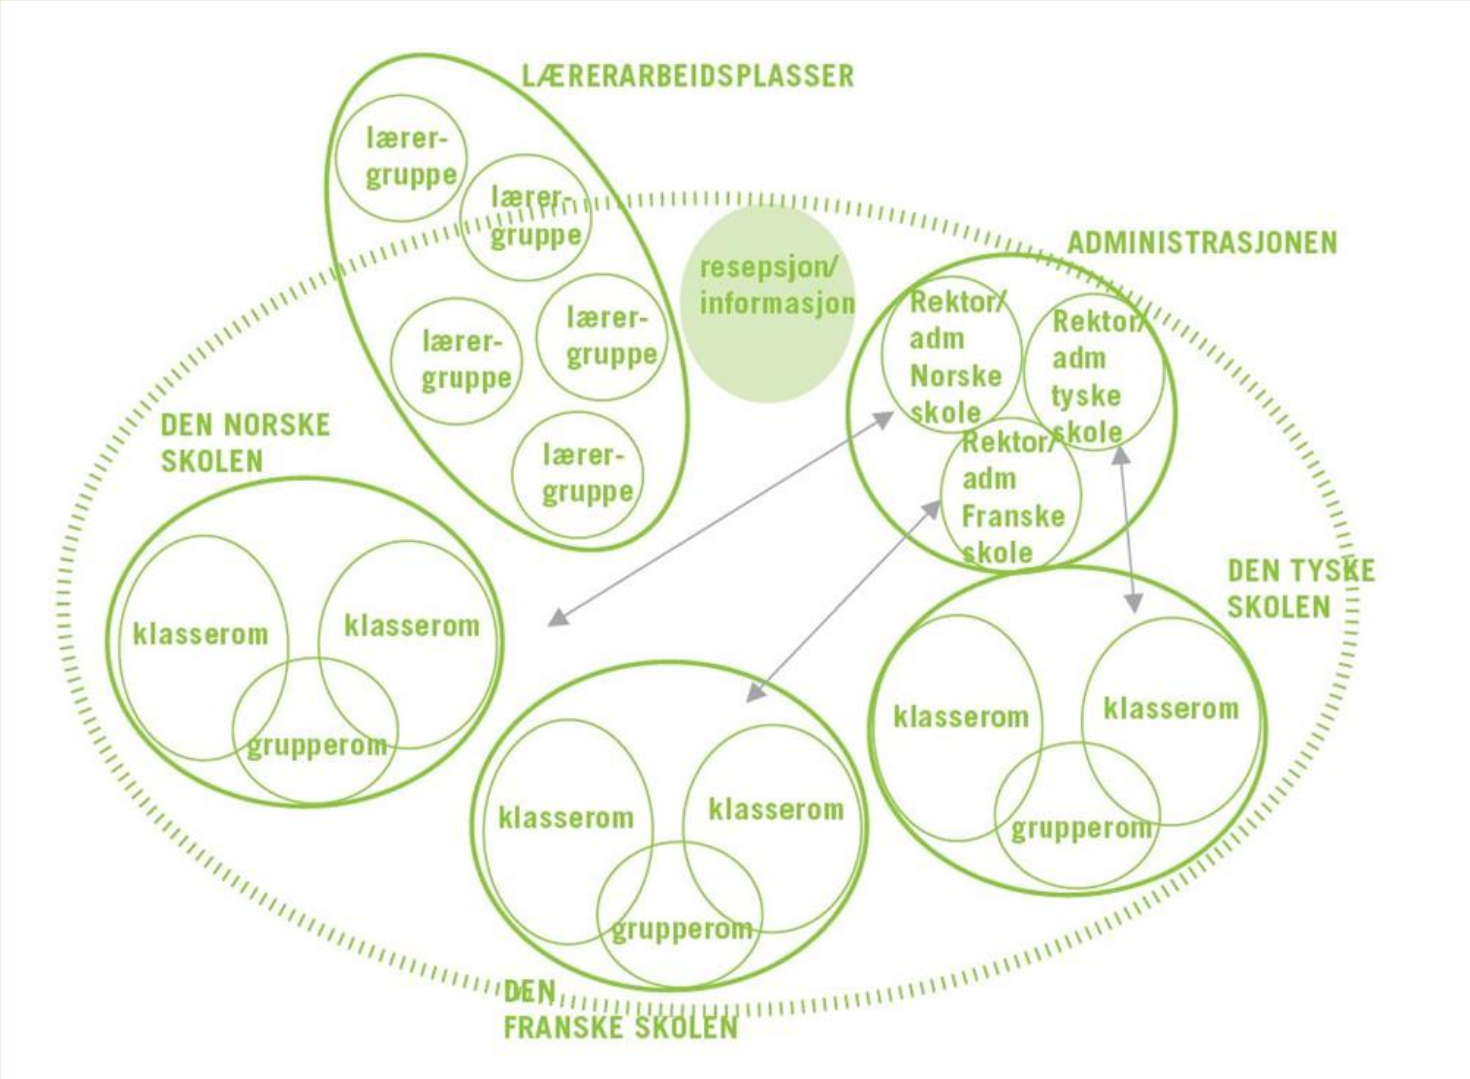 LÆRERARBEIDSPLASSER
lærer-
gruppe
lærer-
gruppe
lærer-
gruppe
lærer-
gruppe
lærer-
gruppe
resepsjon/
informasjon
ADMINISTRASJONEN
Rektor/
adm
Norske
skole
Rektor/
adm
tyske
skole
Rektor/
adm
Franske
skole
DEN NORSKE
SKOLEN
klasserom
klasserom
grupperom
DEN TYSKE
SKOLEN
klasserom
klasserom
grupperom
klasserom
klasserom
grupperom
DEN
FRANSKE SKOLEN